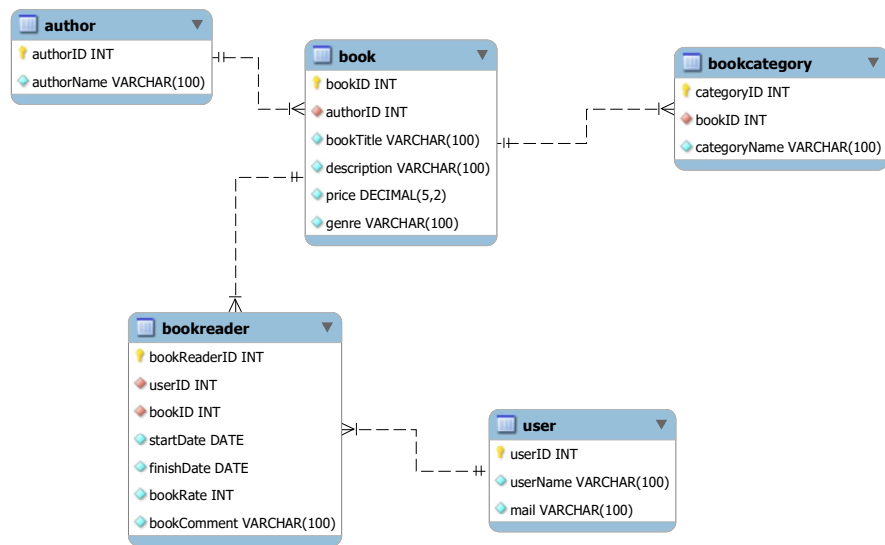 author
authorID INT
authorName VARCHAR(100)
book
bookID INT
authorID INT
bookTitle VARCHAR(100)
description VARCHAR(100)
price DECIMAL(5,2)
genre VARCHAR(100)
bookcategory
categoryID INT
bookID INT
categoryName VARCHAR(100)
bookreader
bookReaderID INT
userID INT
bookID INT
startDate DATE
finishDate DATE
bookRate INT
bookComment VARCHAR(100)
user
userID INT
userName VARCHAR(100)
mail VARCHAR(100)